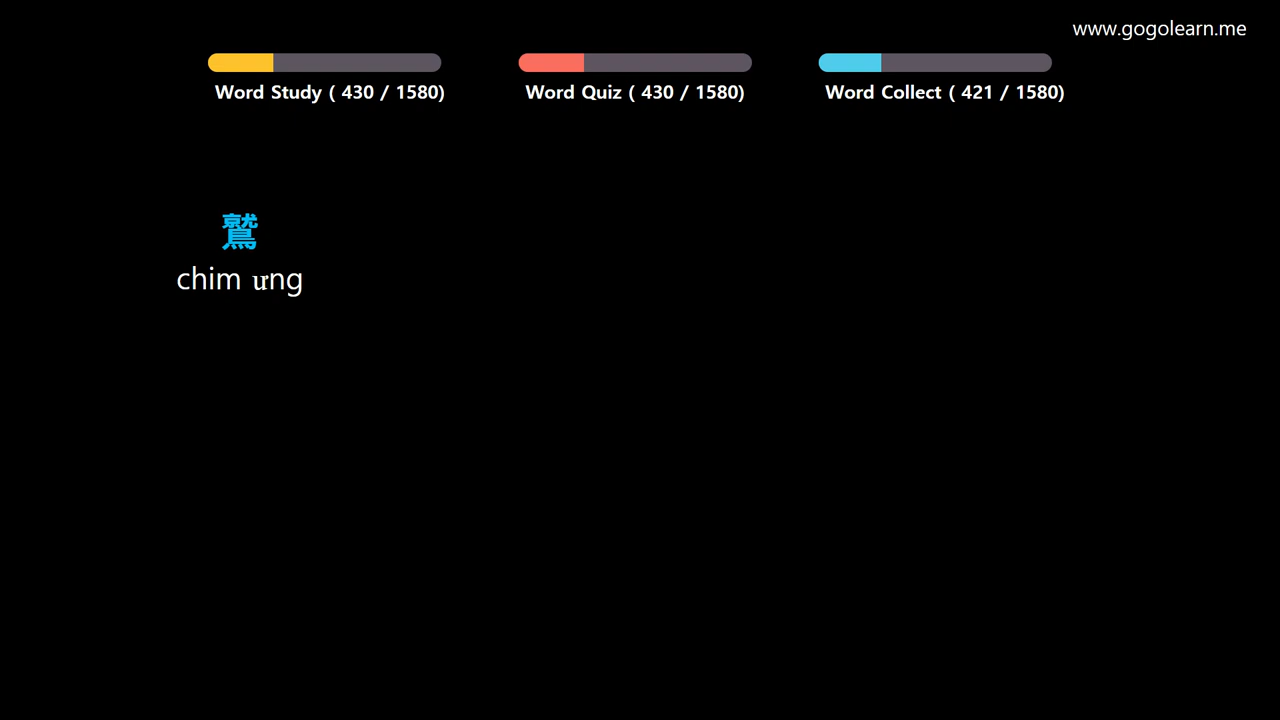 www.gogolearn.me
Word Study ( 430 / 1580)
Word Quiz ( 430 / 1580)
Word Collect ( 421 / 1580)
鷲
chim ưng